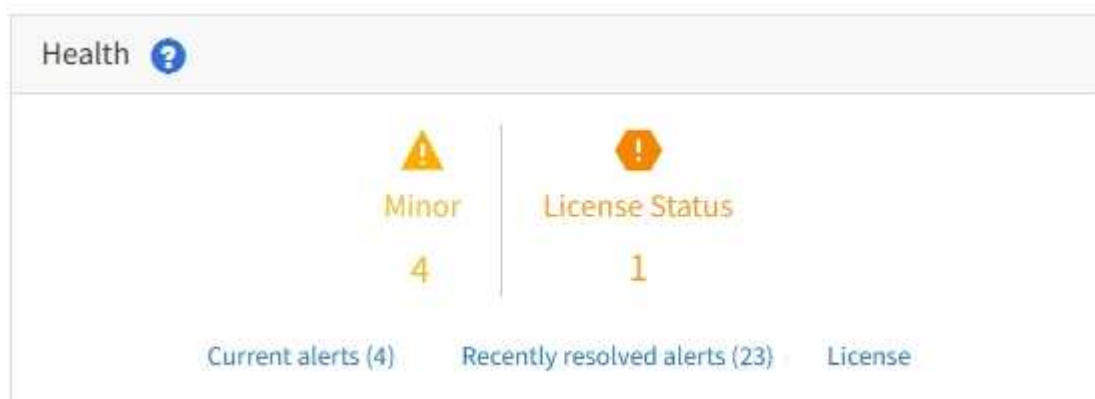 Health ?
! !
Minor License Status
4 1
Current alerts (4) Recently resolved alerts (23) License